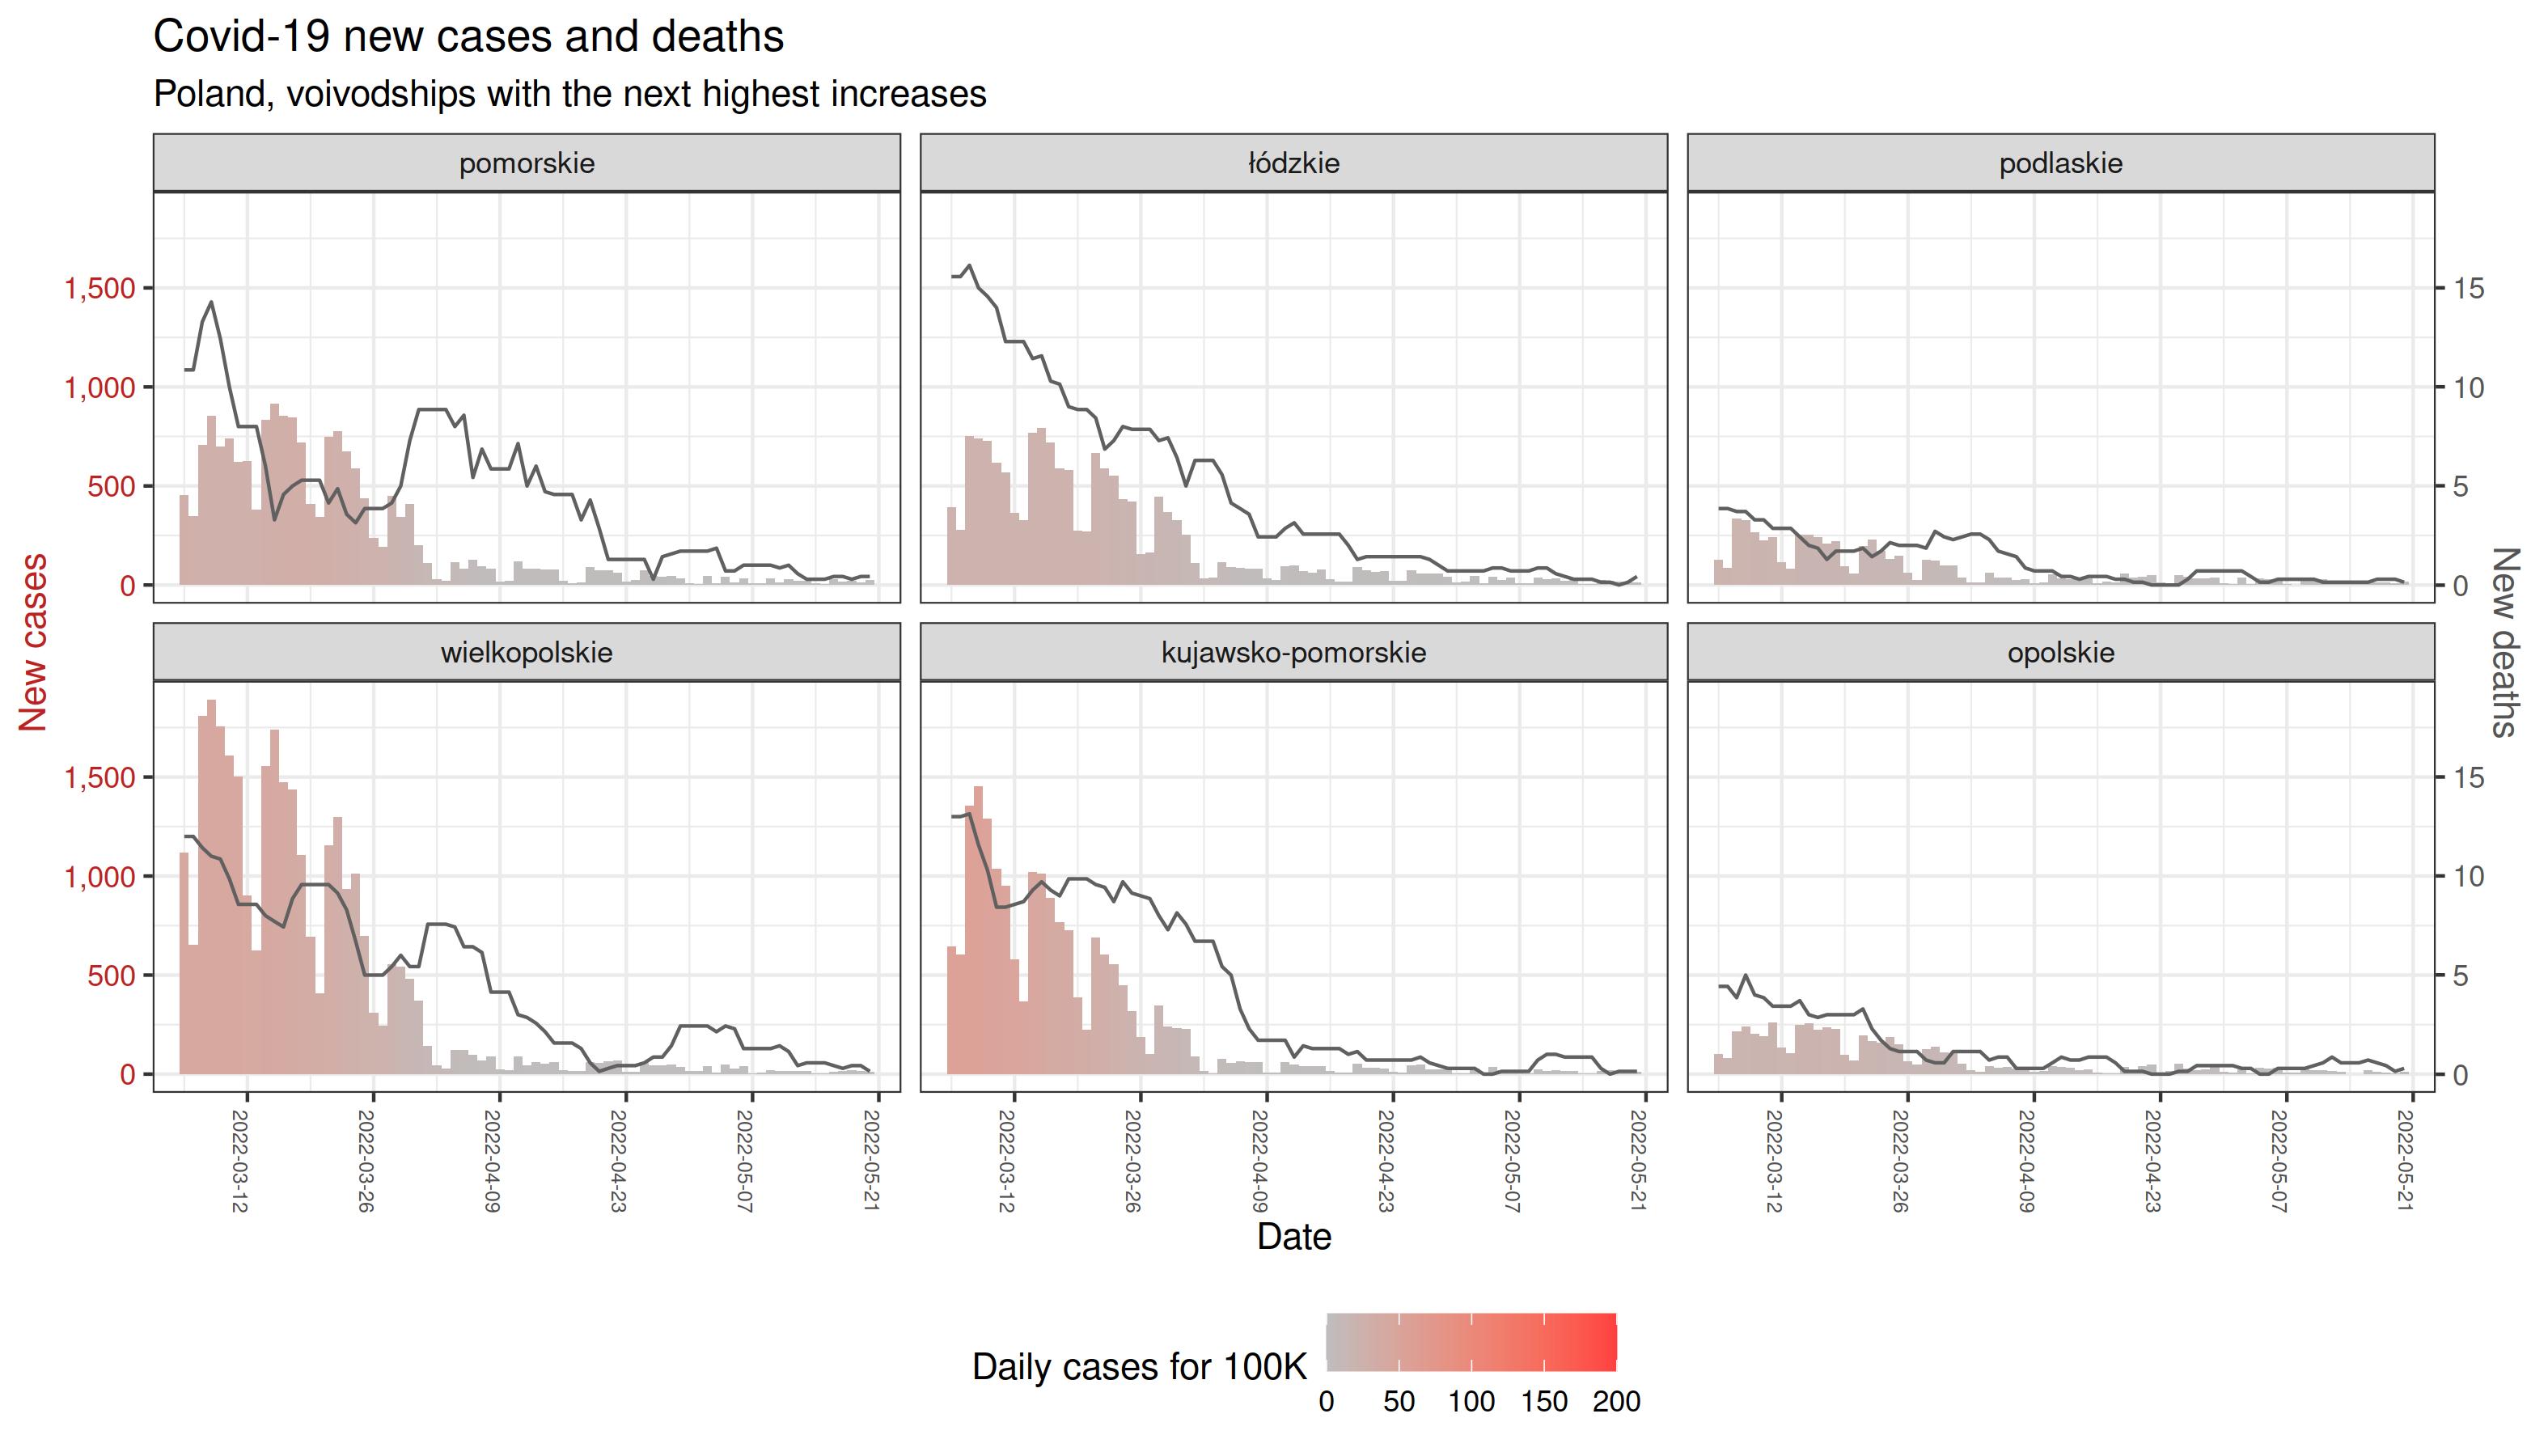 Covid-19 new cases and deaths
Poland, voivodships with the next highest increases
pomorskie
łódzkie
podlaskie
1,500
1,000
500
0
15
10
5
0
New cases
New deaths
wielkopolskie
kujawsko-pomorskie
opolskie
1,500
1,000
500
0
15
10
5
0
2022-03-12
2022-03-26
2022-04-09
2022-04-23
2022-05-07
2022-05-21
2022-03-12
2022-03-26
2022-04-09
2022-04-23
2022-05-07
2022-05-21
2022-03-12
2022-03-26
2022-04-09
2022-04-23
2022-05-07
2022-05-21
Date
Daily cases for 100K
0 50 100 150 200